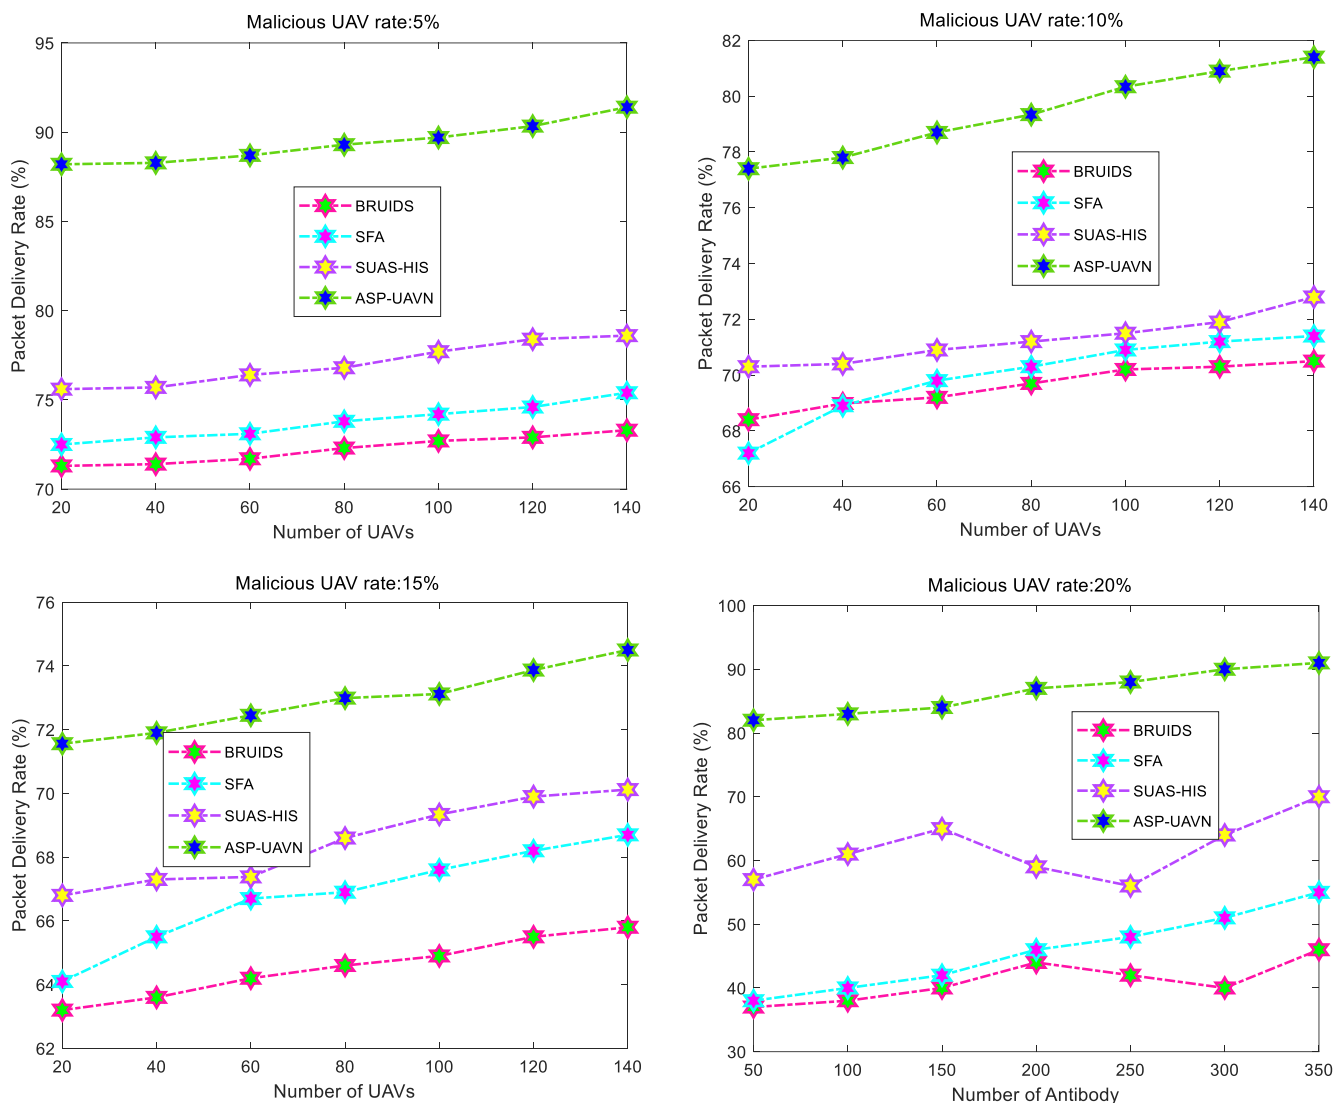 Malicious UAV rate:5%
95
90
85
80
75
70
Packet Delivery Rate (%)
BRUIDS
SFA
SUAS-HIS
ASP-UAVN
20 40 60 80 100 120 140
Number of UAVs
Malicious UAV rate:10%
82
80
78
76
74
72
70
68
66
Packet Delivery Rate (%)
BRUIDS
SFA
SUAS-HIS
ASP-UAVN
20 40 60 80 100 120 140
Number of UAVs
Malicious UAV rate:15%
76
74
72
70
68
66
64
62
Packet Delivery Rate (%)
BRUIDS
SFA
SUAS-HIS
ASP-UAVN
20 40 60 80 100 120 140
Number of UAVs
Malicious UAV rate:20%
100
90
80
70
60
50
40
30
Packet Delivery Rate (%)
BRUIDS
SFA
SUAS-HIS
ASP-UAVN
50 100 150 200 250 300 350
Number of Antibody